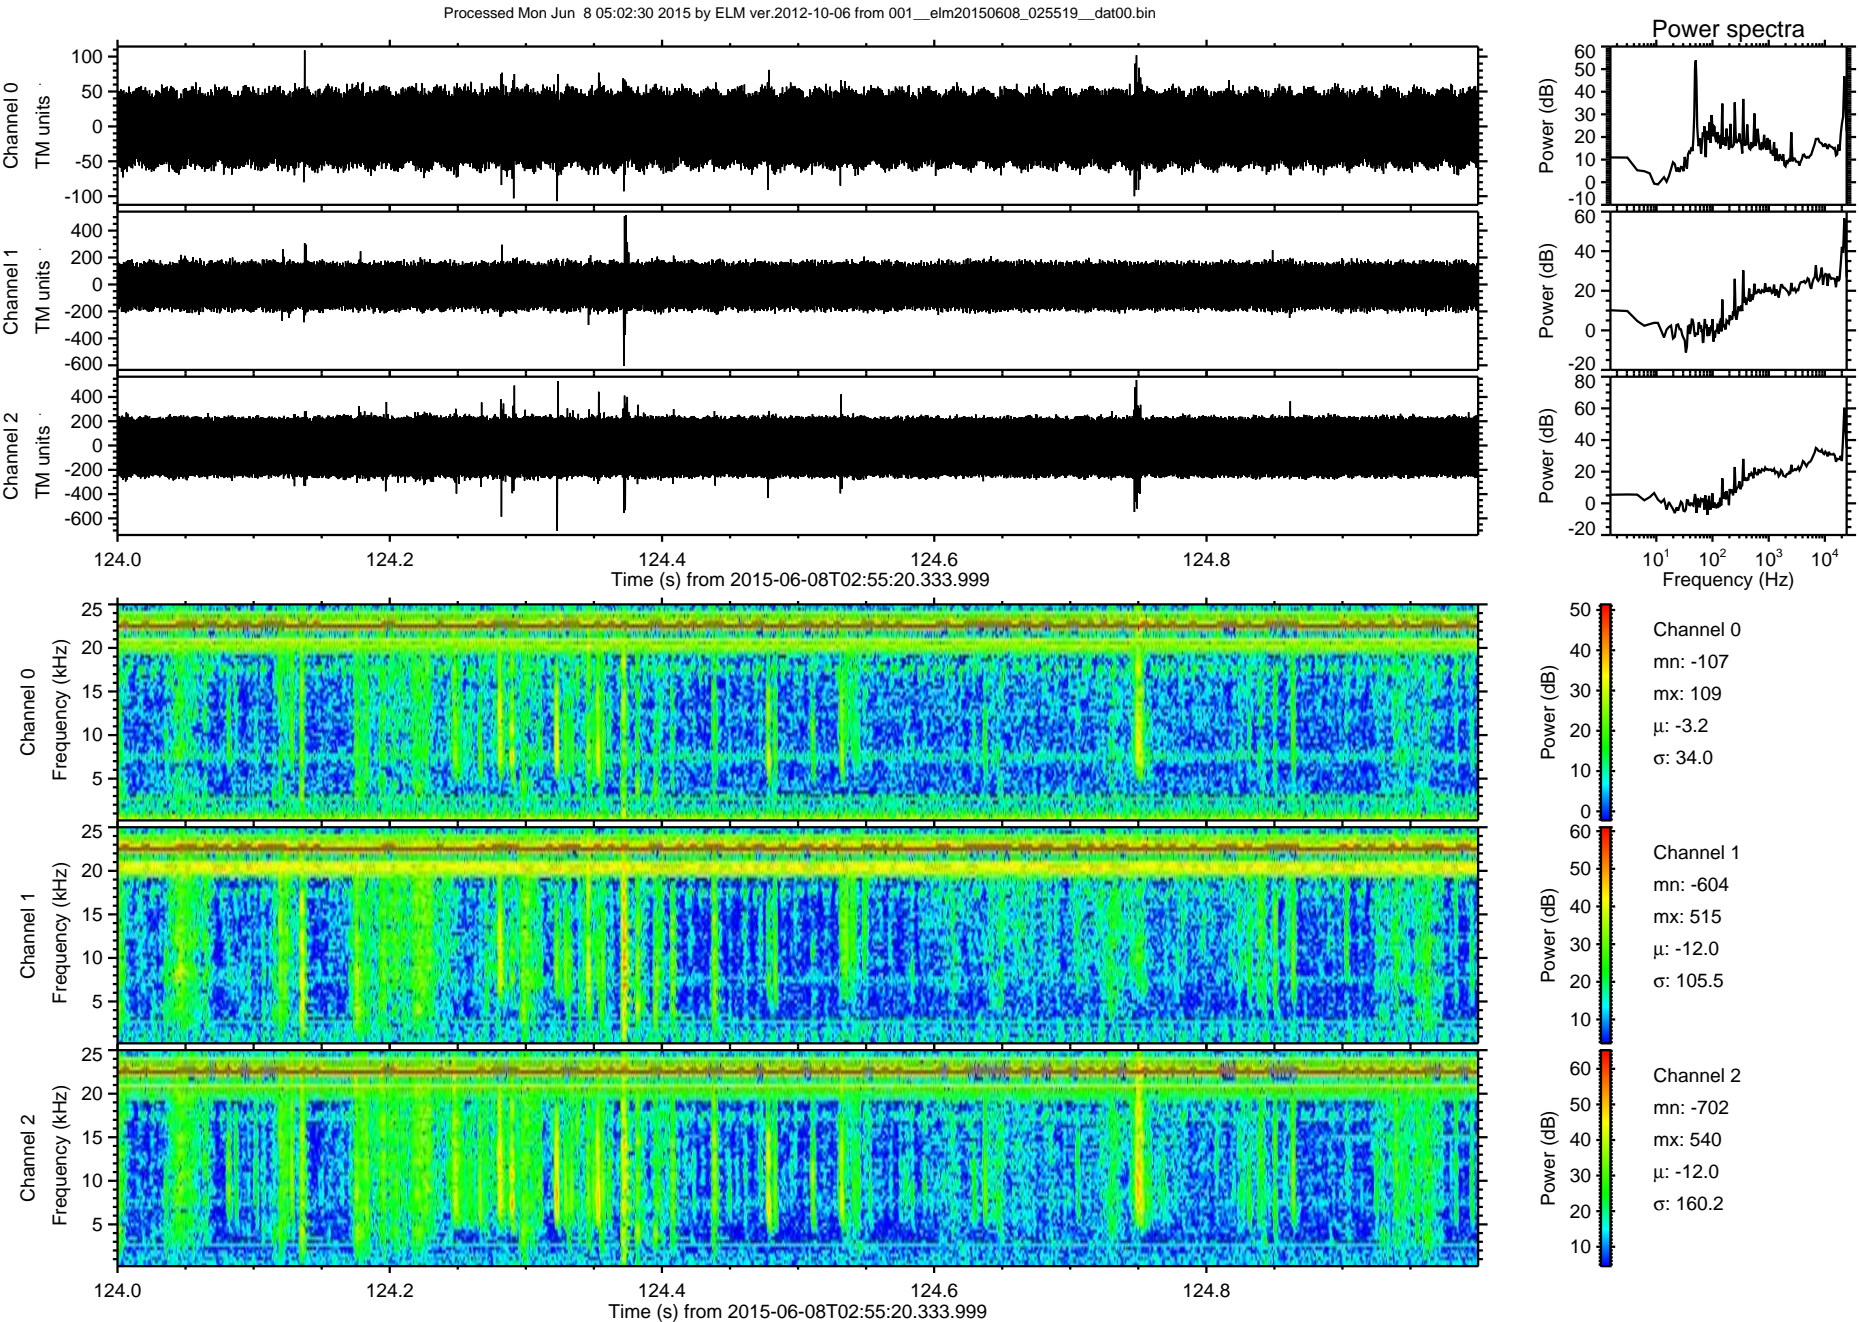 Processed Mon Jun 8 05:02:30 2015 by ELM ver.2012-10-06 from 001__elm20150608_025519__dat00.bin
Power spectra
Channel 0
TM units
100
50
0
-50
-100
Power (dB)
60
50
40
30
20
10
0
-10
Channel 1
TM units
400
200
0
-200
-400
-600
Power (dB)
60
40
20
0
-20
Channel 2
TM units
400
200
0
-200
-400
-600
Power (dB)
80
60
40
20
0
-20
124.0 124.2 124.4 124.6 124.8
Time (s) from 2015-06-08T02:55:20.333.999
10¹ 10² 10³ 10⁴
Frequency (Hz)
Channel 0
Frequency (kHz)
25
20
15
10
5
Power (dB)
50
40
30
20
10
0
Channel 0
mn: -107
mx: 109
μ: -3.2
σ: 34.0
Channel 1
Frequency (kHz)
25
20
15
10
5
Power (dB)
60
50
40
30
20
10
Channel 1
mn: -604
mx: 515
μ: -12.0
σ: 105.5
Channel 2
Frequency (kHz)
25
20
15
10
5
Power (dB)
60
50
40
30
20
10
Channel 2
mn: -702
mx: 540
μ: -12.0
σ: 160.2
124.0 124.2 124.4 124.6 124.8
Time (s) from 2015-06-08T02:55:20.333.999